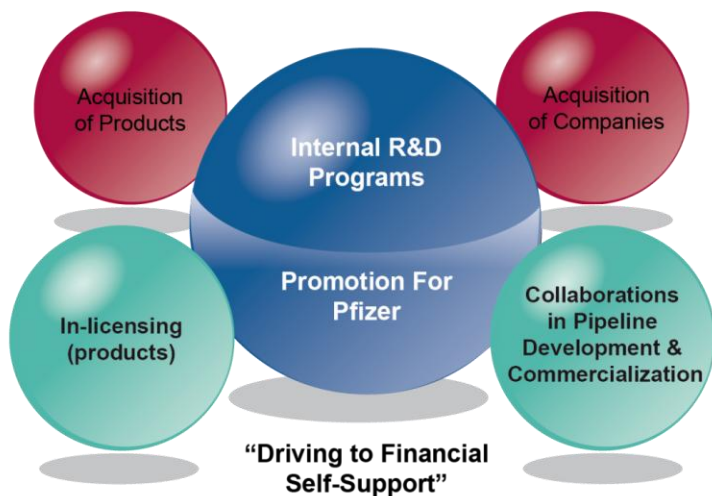 Acquisition
of Products
Internal R&D
Programs
Acquisition
of Companies
In-licensing
(products)
Promotion For
Pfizer
Collaborations
in Pipeline
Development &
Commercialization
“Driving to Financial
Self-Support”